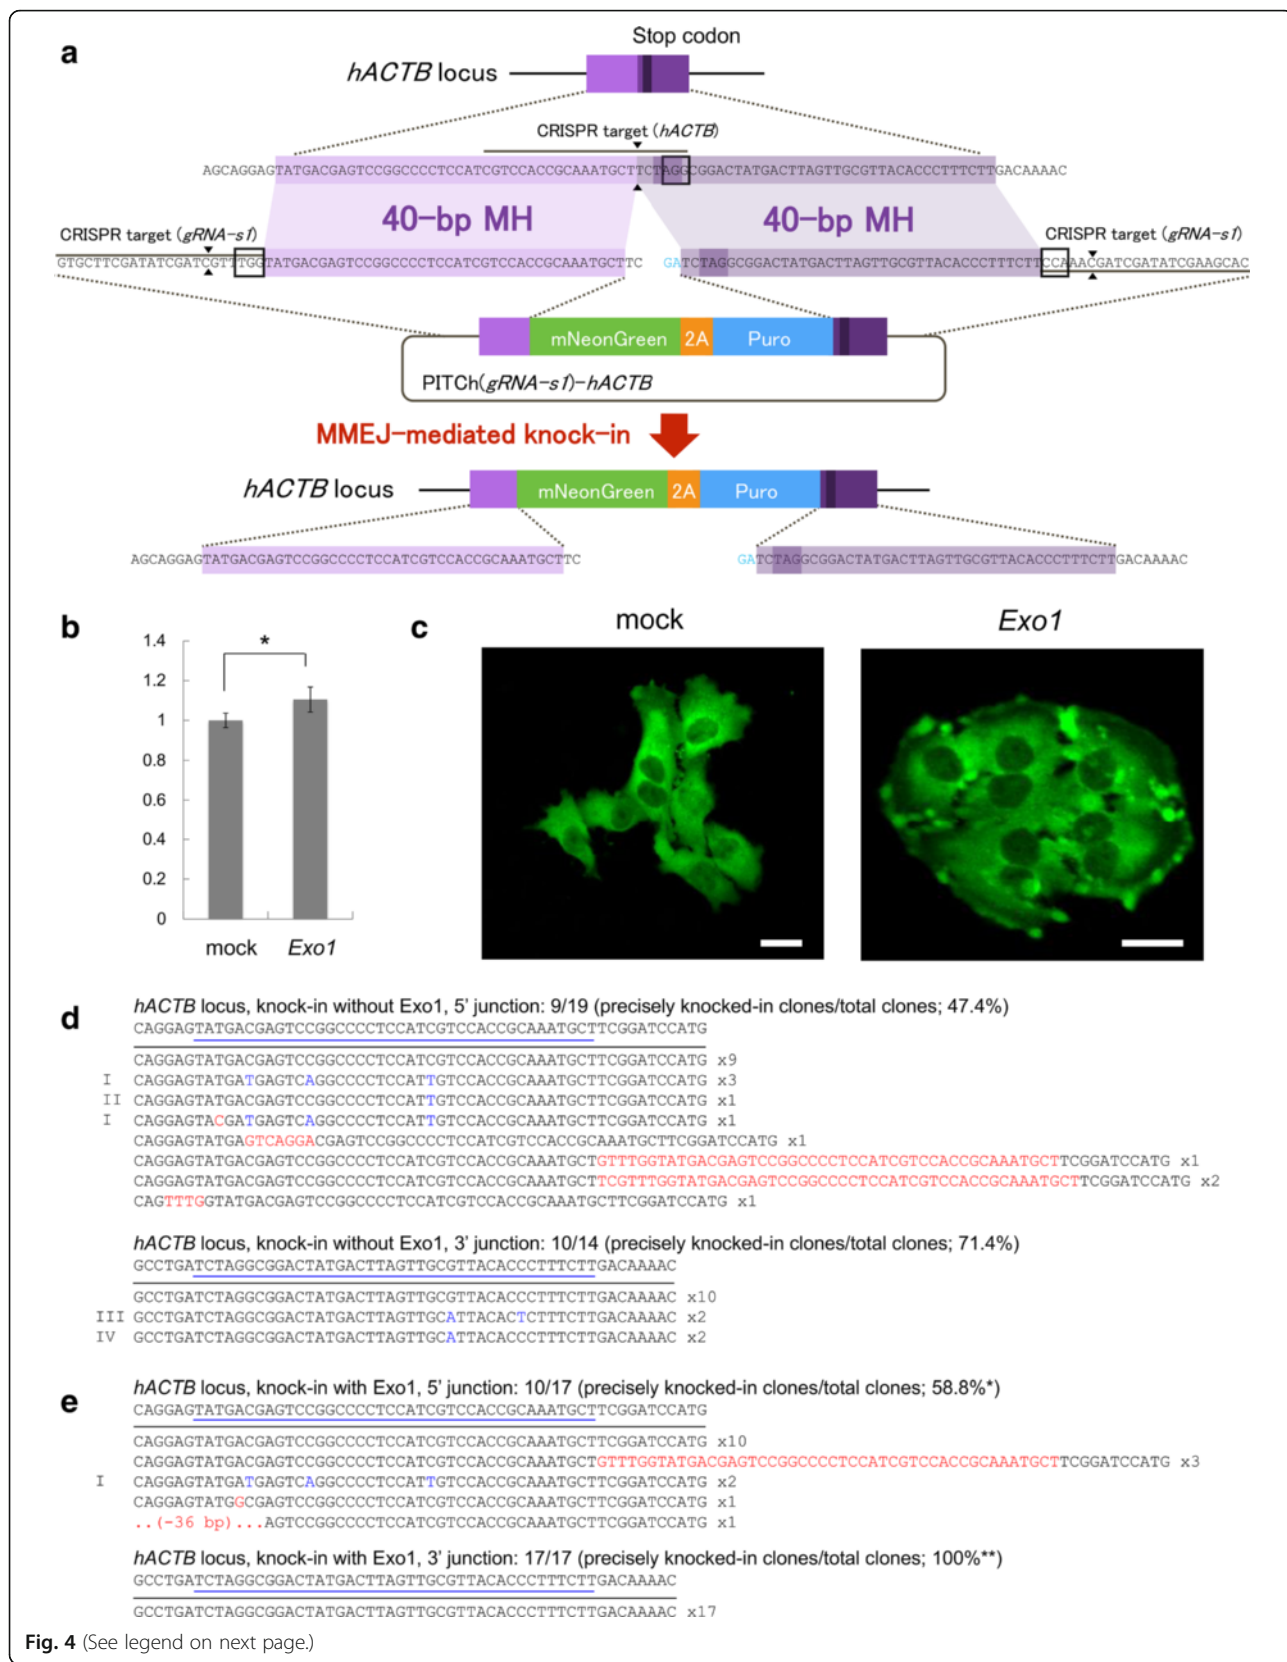 a
Stop codon
hACTB locus
CRISPR target (hACTB)
AGCAGGAGTATGACGAGTCCGGCCCCTCCATCGTCCACCGCAAATGCTTCTAGGCGGACTATGACTTAGTTGCGTTACACCCTTTCTTGACAAAAC
40-bp MH 40-bp MH
CRISPR target (gRNA-s1) CRISPR target (gRNA-s1)
GTGCTTCGATATCGATCGTTTGGTATGACGAGTCCGGCCCCTCCATCGTCCACCGCAAATGCTTC GATCTAGGCGGACTATGACTTAGTTGCGTTACACCCTTTCTTCCAAACGATCGATATCGAAGCAC
mNeonGreen 2A Puro
PITCh(gRNA-s1)-hACTB
MMEJ-mediated knock-in
hACTB locus mNeonGreen 2A Puro
AGCAGGAGTATGACGAGTCCGGCCCCTCCATCGTCCACCGCAAATGCTTC GATCTAGGCGGACTATGACTTAGTTGCGTTACACCCTTTCTTGACAAAAC
b
1.4
1.2
1
0.8
0.6
0.4
0.2
0
*
mock Exo1
c
mock Exo1
d
hACTB locus, knock-in without Exo1, 5' junction: 9/19 (precisely knocked-in clones/total clones; 47.4%)
CAGGAGTATGACGAGTCCGGCCCCTCCATCGTCCACCGCAAATGCTTCGGATCCATG
CAGGAGTATGACGAGTCCGGCCCCTCCATCGTCCACCGCAAATGCTTCGGATCCATG x9
I CAGGAGTATGATGAGTCAGGCCCCTCCATTGTCCACCGCAAATGCTTCGGATCCATG x3
II CAGGAGTATGACGAGTCCGGCCCCTCCATTGTCCACCGCAAATGCTTCGGATCCATG x1
I CAGGAGTACGATGAGTCAGGCCCCTCCATTGTCCACCGCAAATGCTTCGGATCCATG x1
CAGGAGTATGAGTCAGGACGAGTCCGGCCCCTCCATCGTCCACCGCAAATGCTTCGGATCCATG x1
CAGGAGTATGACGAGTCCGGCCCCTCCATCGTCCACCGCAAATGCTGTTTGGTATGACGAGTCCGGCCCCTCCATCGTCCACCGCAAATGCTTCGGATCCATG x1
CAGGAGTATGACGAGTCCGGCCCCTCCATCGTCCACCGCAAATGCTTCGTTTGGTATGACGAGTCCGGCCCCTCCATCGTCCACCGCAAATGCTTCGGATCCATG x2
CAGTTTGGTATGACGAGTCCGGCCCCTCCATCGTCCACCGCAAATGCTTCGGATCCATG x1
hACTB locus, knock-in without Exo1, 3' junction: 10/14 (precisely knocked-in clones/total clones; 71.4%)
GCCTGATCTAGGCGGACTATGACTTAGTTGCGTTACACCCTTTCTTGACAAAAC
GCCTGATCTAGGCGGACTATGACTTAGTTGCGTTACACCCTTTCTTGACAAAAC x10
III GCCTGATCTAGGCGGACTATGACTTAGTTGCATTACACTCTTTCTTGACAAAAC x2
IV GCCTGATCTAGGCGGACTATGACTTAGTTGCATTACACCCTTTCTTGACAAAAC x2
e
hACTB locus, knock-in with Exo1, 5' junction: 10/17 (precisely knocked-in clones/total clones; 58.8%*)
CAGGAGTATGACGAGTCCGGCCCCTCCATCGTCCACCGCAAATGCTTCGGATCCATG
CAGGAGTATGACGAGTCCGGCCCCTCCATCGTCCACCGCAAATGCTTCGGATCCATG x10
CAGGAGTATGACGAGTCCGGCCCCTCCATCGTCCACCGCAAATGCTGTTTGGTATGACGAGTCCGGCCCCTCCATCGTCCACCGCAAATGCTTCGGATCCATG x3
I CAGGAGTATGATGAGTCAGGCCCCTCCATTGTCCACCGCAAATGCTTCGGATCCATG x2
CAGGAGTATGGCGAGTCCGGCCCCTCCATCGTCCACCGCAAATGCTTCGGATCCATG x1
..(-36 bp)...AGTCCGGCCCCTCCATCGTCCACCGCAAATGCTTCGGATCCATG x1
hACTB locus, knock-in with Exo1, 3' junction: 17/17 (precisely knocked-in clones/total clones; 100%**)
GCCTGATCTAGGCGGACTATGACTTAGTTGCGTTACACCCTTTCTTGACAAAAC
GCCTGATCTAGGCGGACTATGACTTAGTTGCGTTACACCCTTTCTTGACAAAAC x17
Fig. 4 (See legend on next page.)